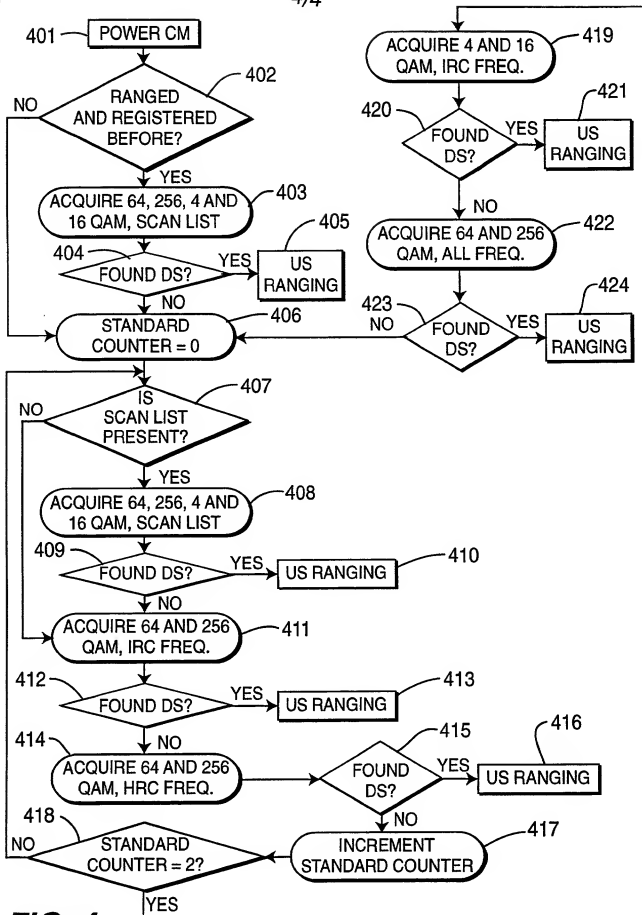 4/4
401
POWER CM
402
NO
RANGED
AND REGISTERED
BEFORE?
YES
403
ACQUIRE 64, 256, 4 AND
16 QAM, SCAN LIST
404
FOUND DS?
YES
405
US
RANGING
NO
406
STANDARD
COUNTER = 0
407
NO
IS
SCAN LIST
PRESENT?
YES
408
ACQUIRE 64, 256, 4 AND
16 QAM, SCAN LIST
409
FOUND DS?
YES
US RANGING
410
NO
ACQUIRE 64 AND 256
QAM, IRC FREQ.
411
412
FOUND DS?
YES
US RANGING
413
NO
414
ACQUIRE 64 AND 256
QAM, HRC FREQ.
415
FOUND
DS?
YES
416
US RANGING
NO
417
INCREMENT
STANDARD COUNTER
418
NO
STANDARD
COUNTER = 2?
YES
419
ACQUIRE 4 AND 16
QAM, IRC FREQ.
420
FOUND
DS?
YES
421
US
RANGING
NO
422
ACQUIRE 64 AND 256
QAM, ALL FREQ.
423
NO
FOUND
DS?
YES
424
US
RANGING